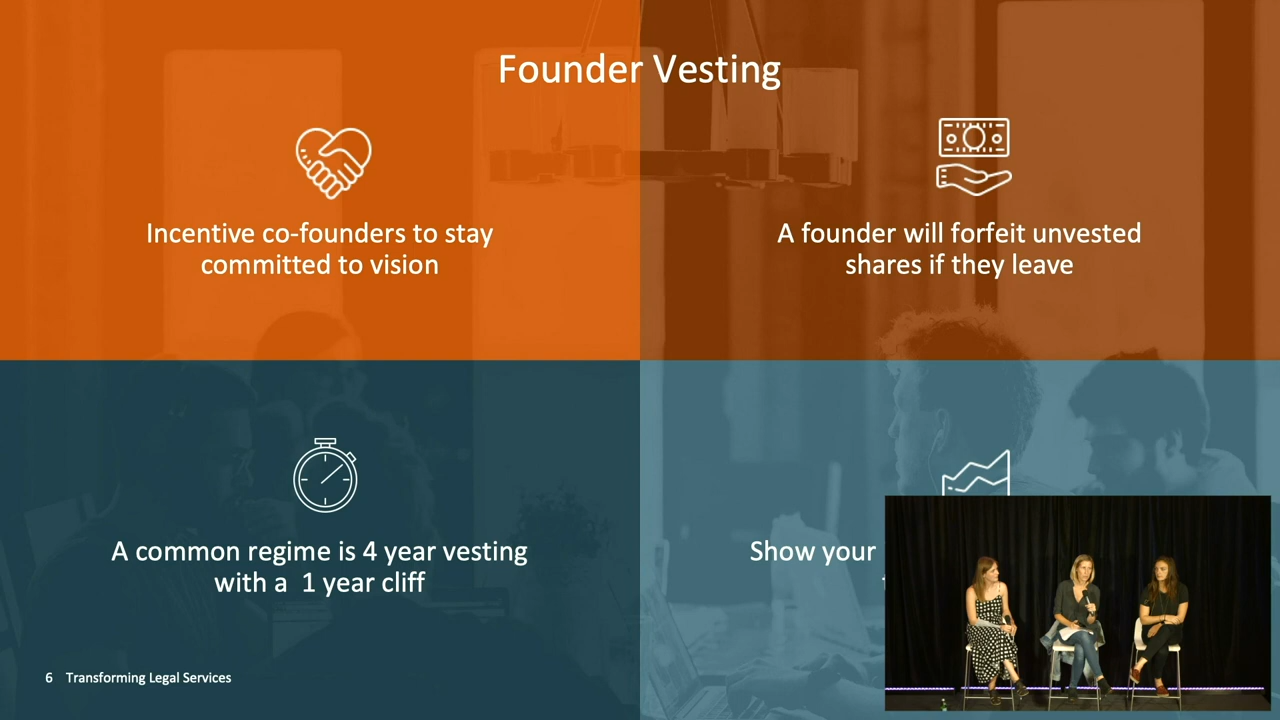 Founder Vesting
Incentive co-founders to stay
committed to vision
A founder will forfeit unvested
shares if they leave
A common regime is 4 year vesting
with a 1 year cliff
Show your
6 Transforming Legal Services